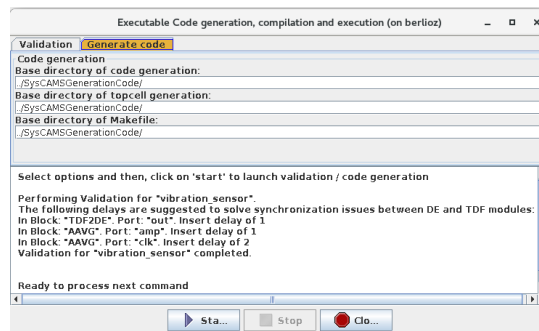 Executable Code generation, compilation and execution (on berlioz)
Validation Generate code
Code generation
Base directory of code generation:
../SysCAMSGenerationCode/
Base directory of topcell generation:
../SysCAMSGenerationCode/
Base directory of Makefile:
../SysCAMSGenerationCode/
Select options and then, click on 'start' to launch validation / code generation
Performing Validation for "vibration_sensor".
The following delays are suggested to solve synchronization issues between DE and TDF modules:
In Block: "TDF2DE". Port: "out". Insert delay of 1
In Block: "AAVG". Port: "amp". Insert delay of 1
In Block: "AAVG". Port: "clk". Insert delay of 2
Validation for "vibration_sensor" completed.
Ready to process next command
Sta... Stop Clo...